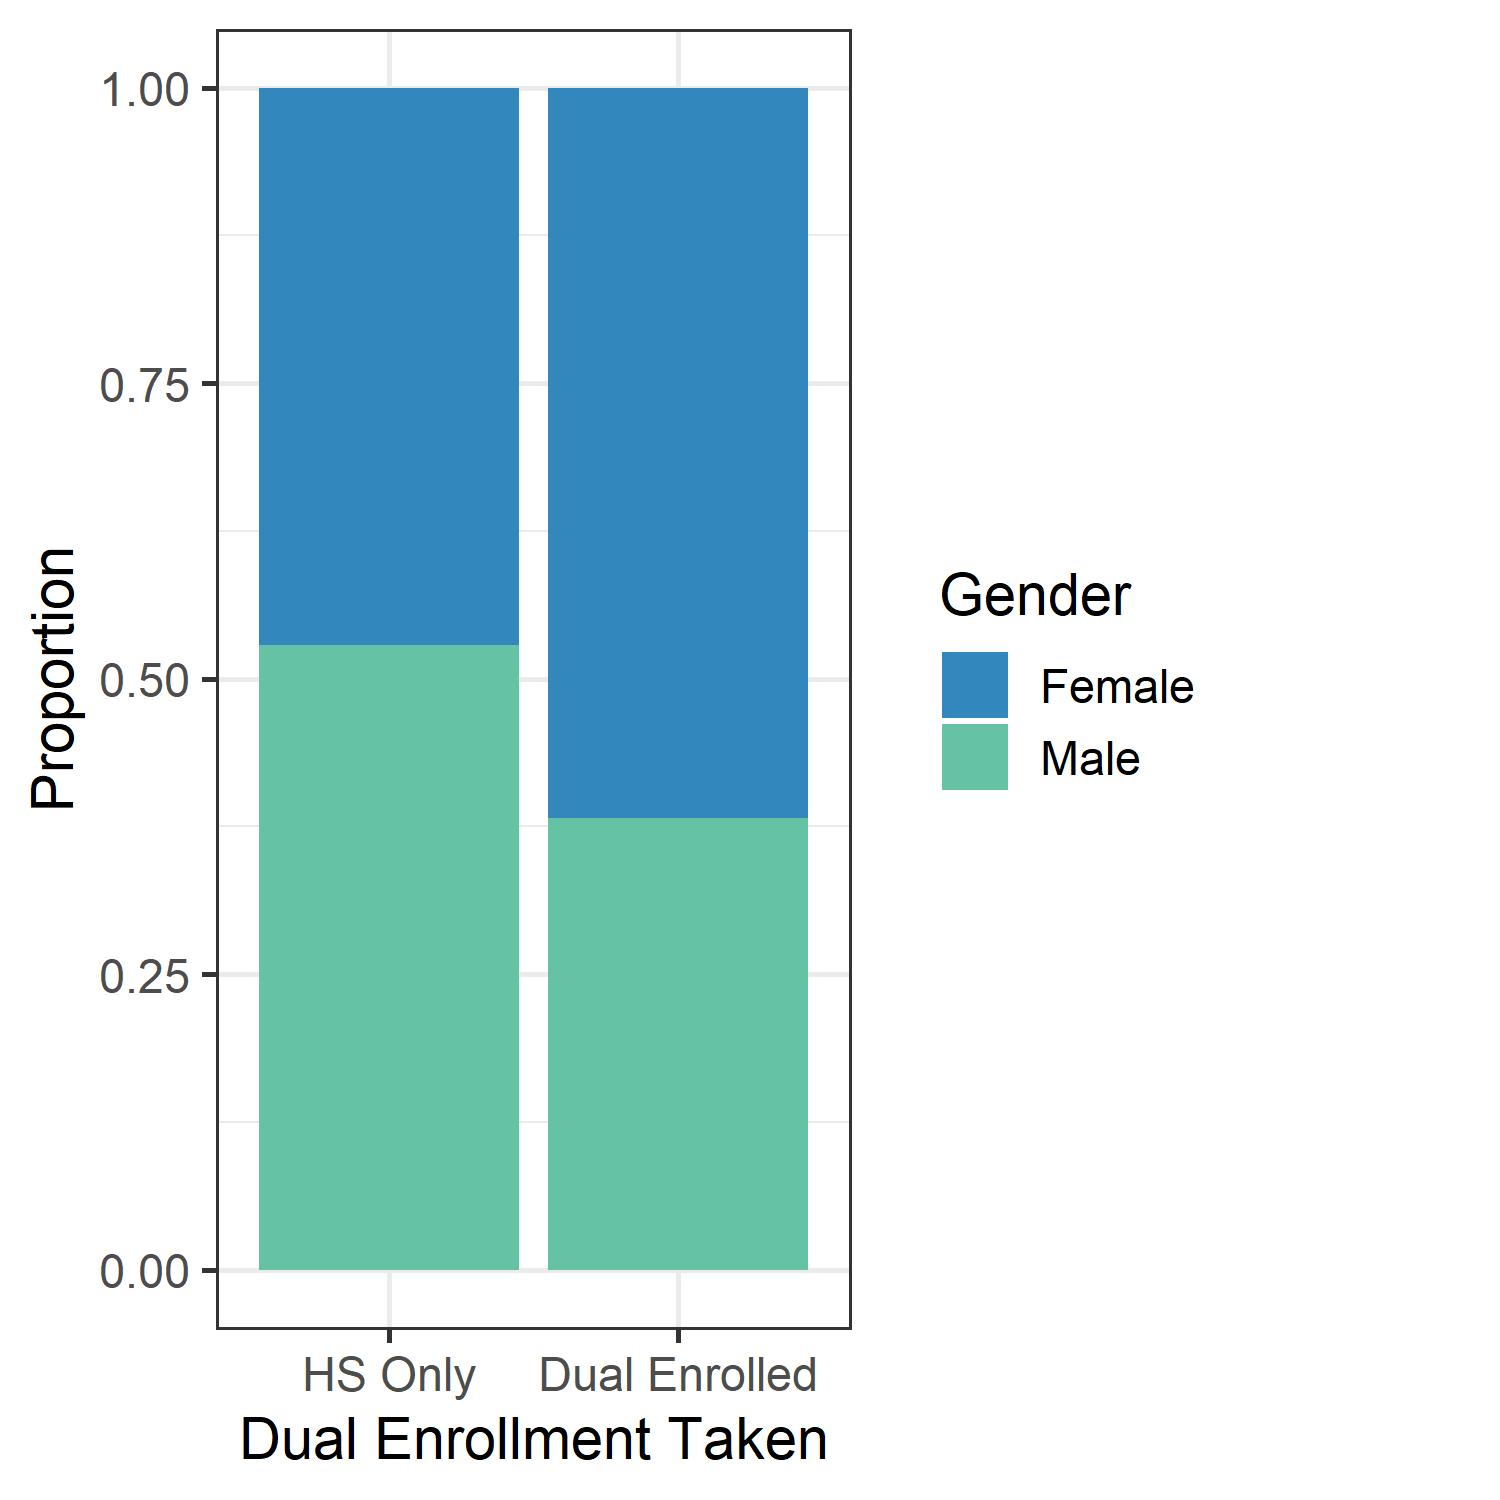 1.00
0.75
0.50
0.25
0.00
Proportion
HS Only
Dual Enrolled
Dual Enrollment Taken
Gender
Female
Male